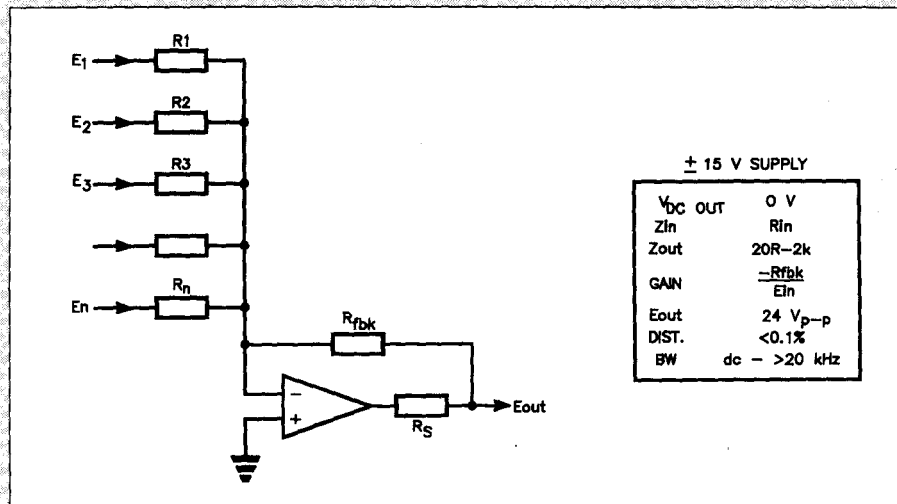 R1
E1
R2
E2
R3
E3
Rn
En
Rfbk
−
+
RS
Eout
± 15 V SUPPLY
VDC OUT 0 V
Zin Rin
Zout 20R−2k
GAIN −Rfbk
Ein
Eout 24 Vp−p
DIST. <0.1%
BW dc − >20 kHz